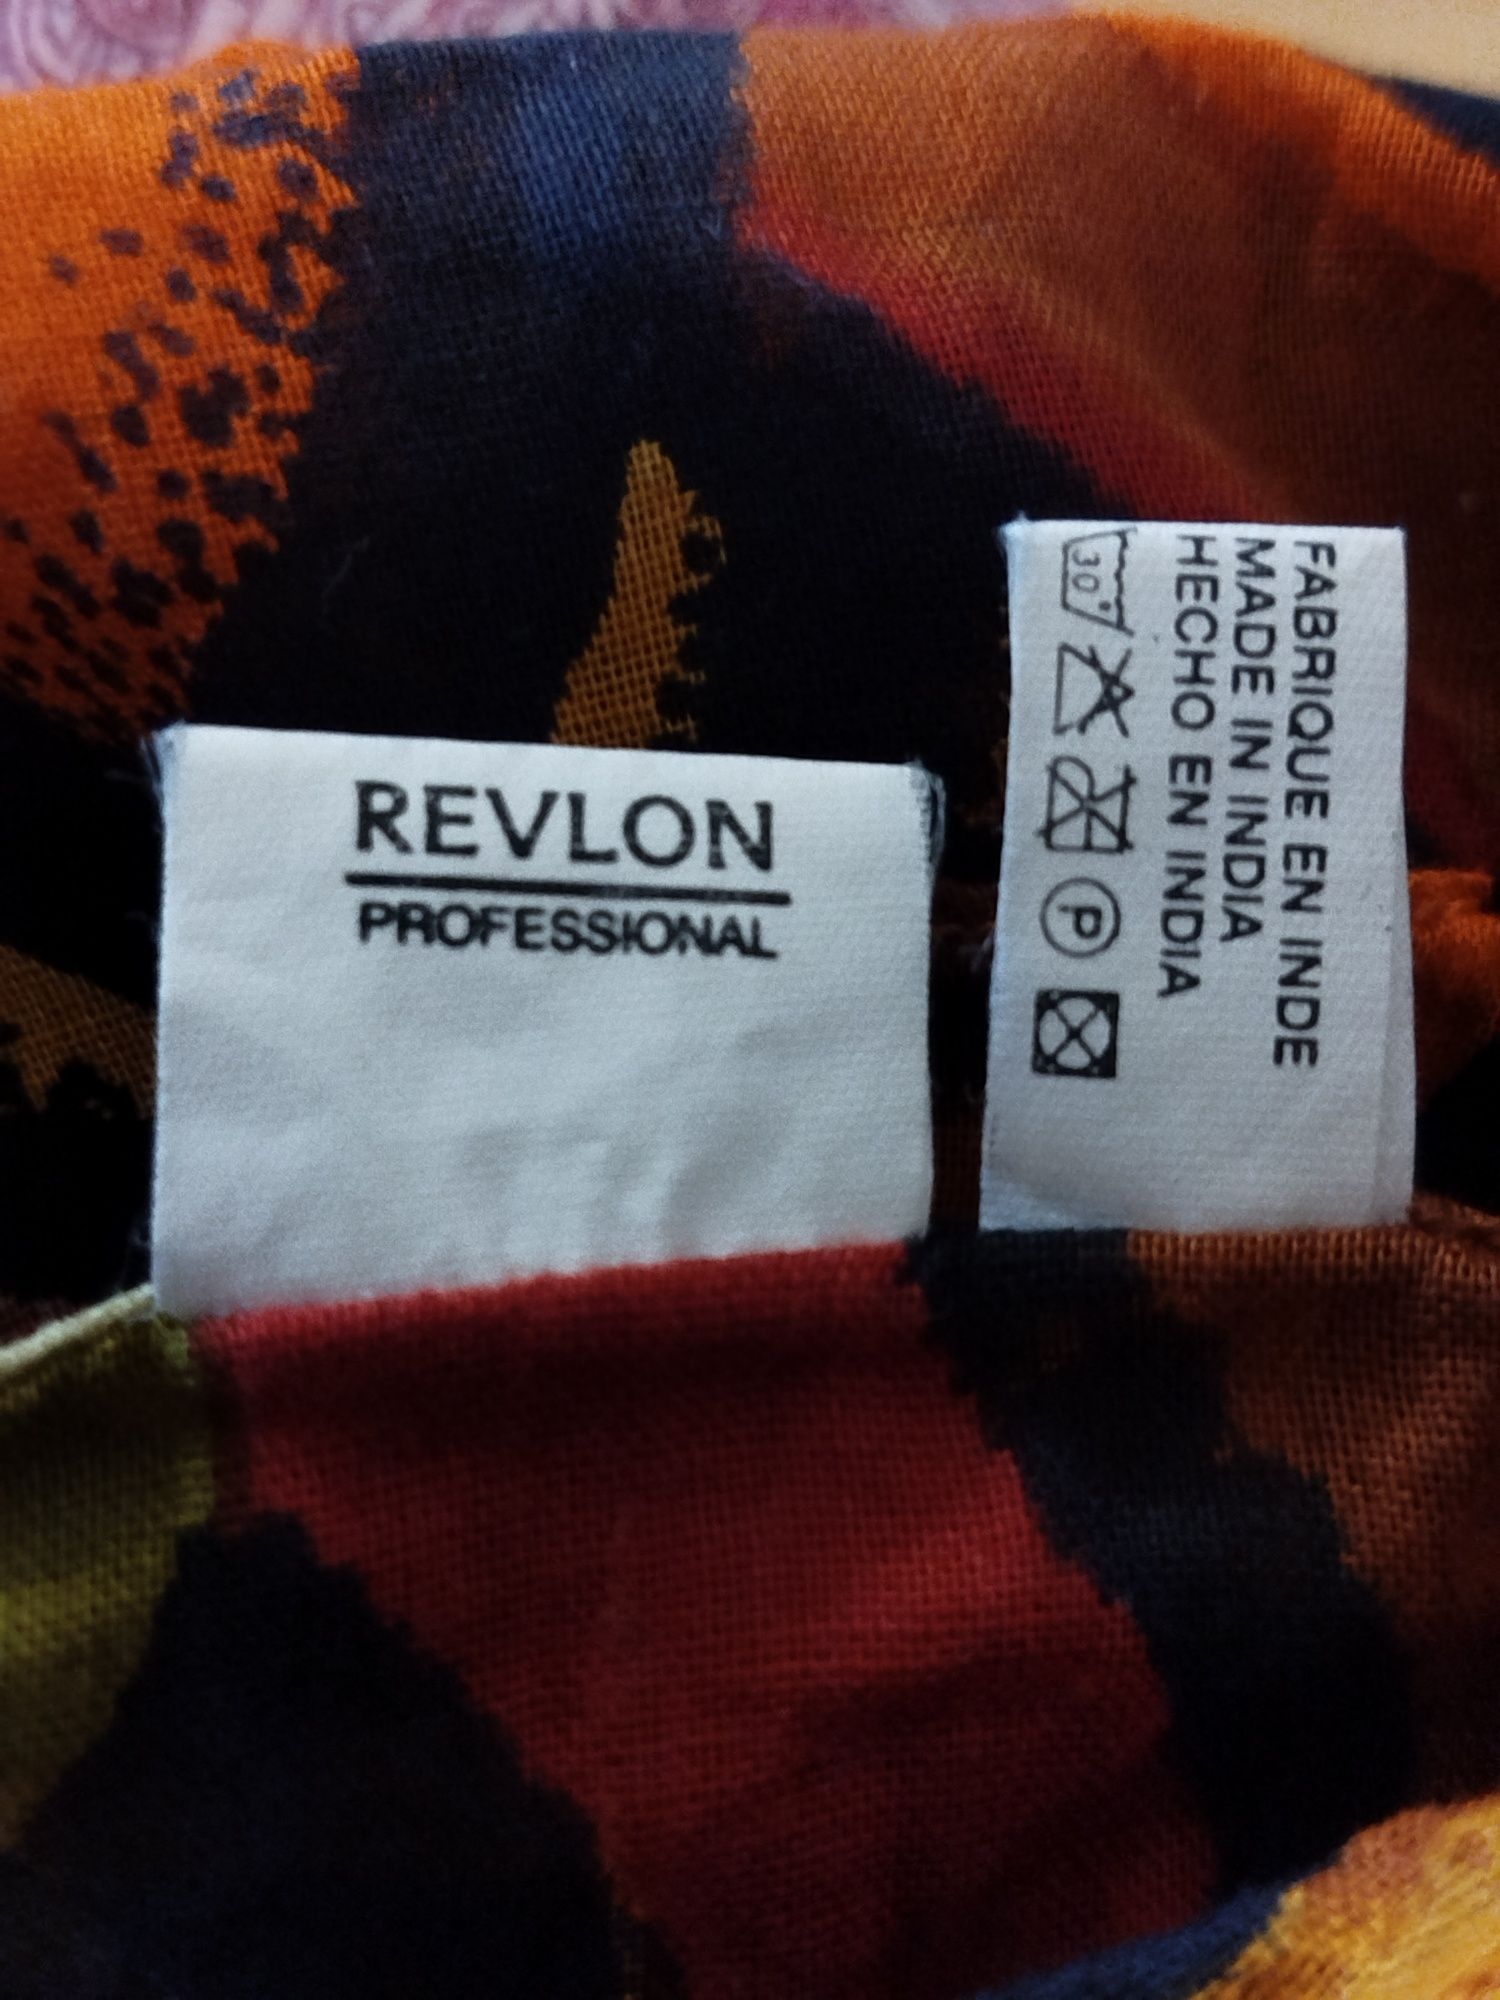 REVLON
PROFESSIONAL
FABRIQUE EN INDE
MADE IN INDIA
HECHO EN INDIA
30° P